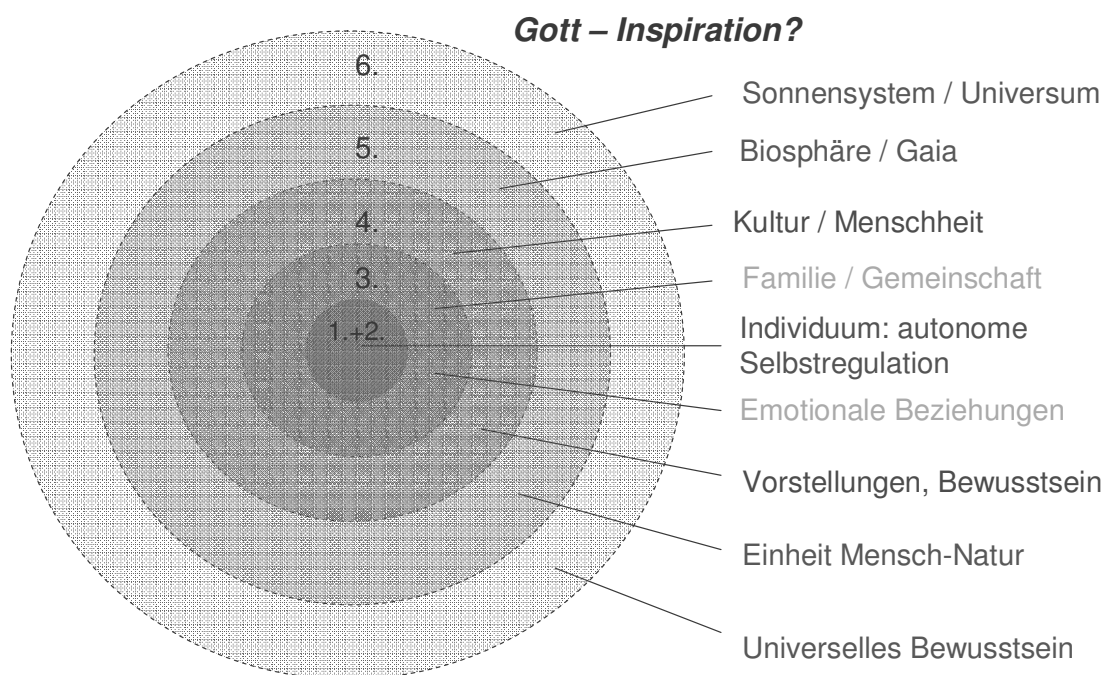 Gott – Inspiration?
6.
Sonnensystem / Universum
5.
Biosphäre / Gaia
4.
Kultur / Menschheit
3.
Familie / Gemeinschaft
1.+2.
Individuum: autonome
Selbstregulation
Emotionale Beziehungen
Vorstellungen, Bewusstsein
Einheit Mensch-Natur
Universelles Bewusstsein